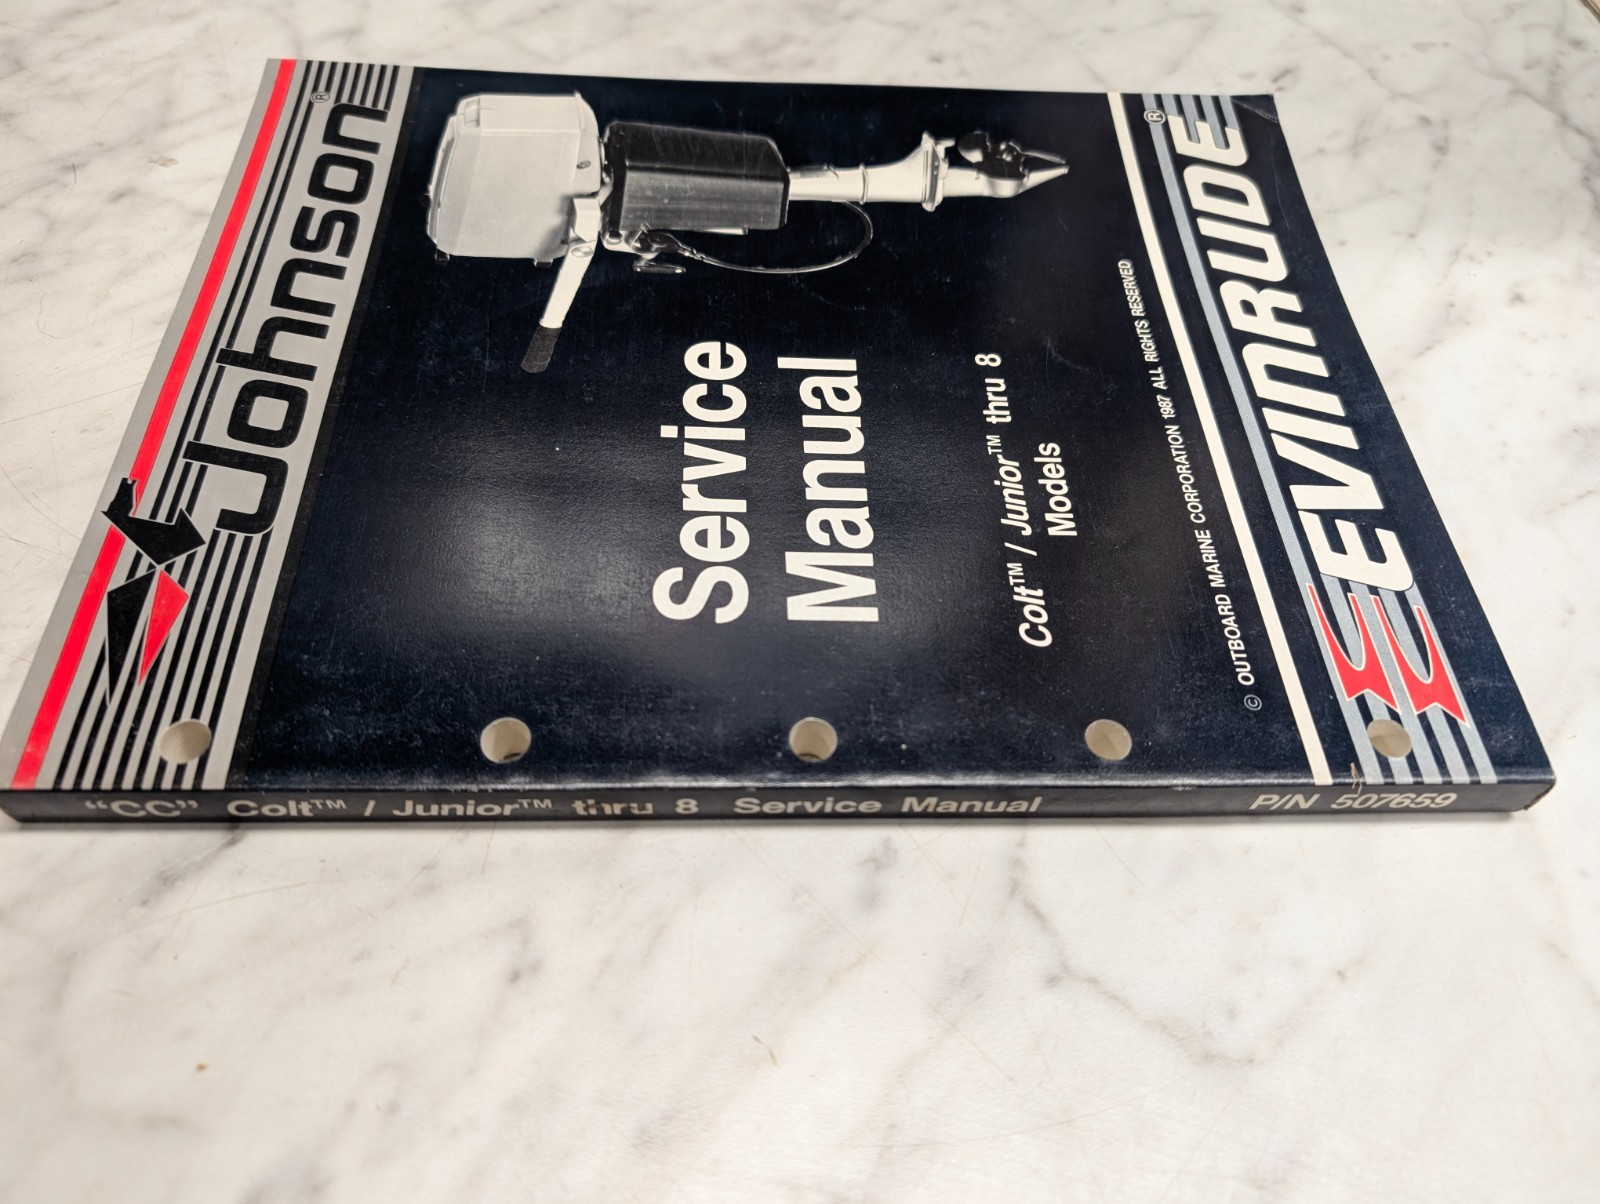 Johnson®
Service
Manual
Colt™ / Junior™ thru 8
Models
© OUTBOARD MARINE CORPORATION 1987 ALL RIGHTS RESERVED
EVINRUDE®
“CC” Colt™ / Junior™ thru 8 Service Manual P/N 507659